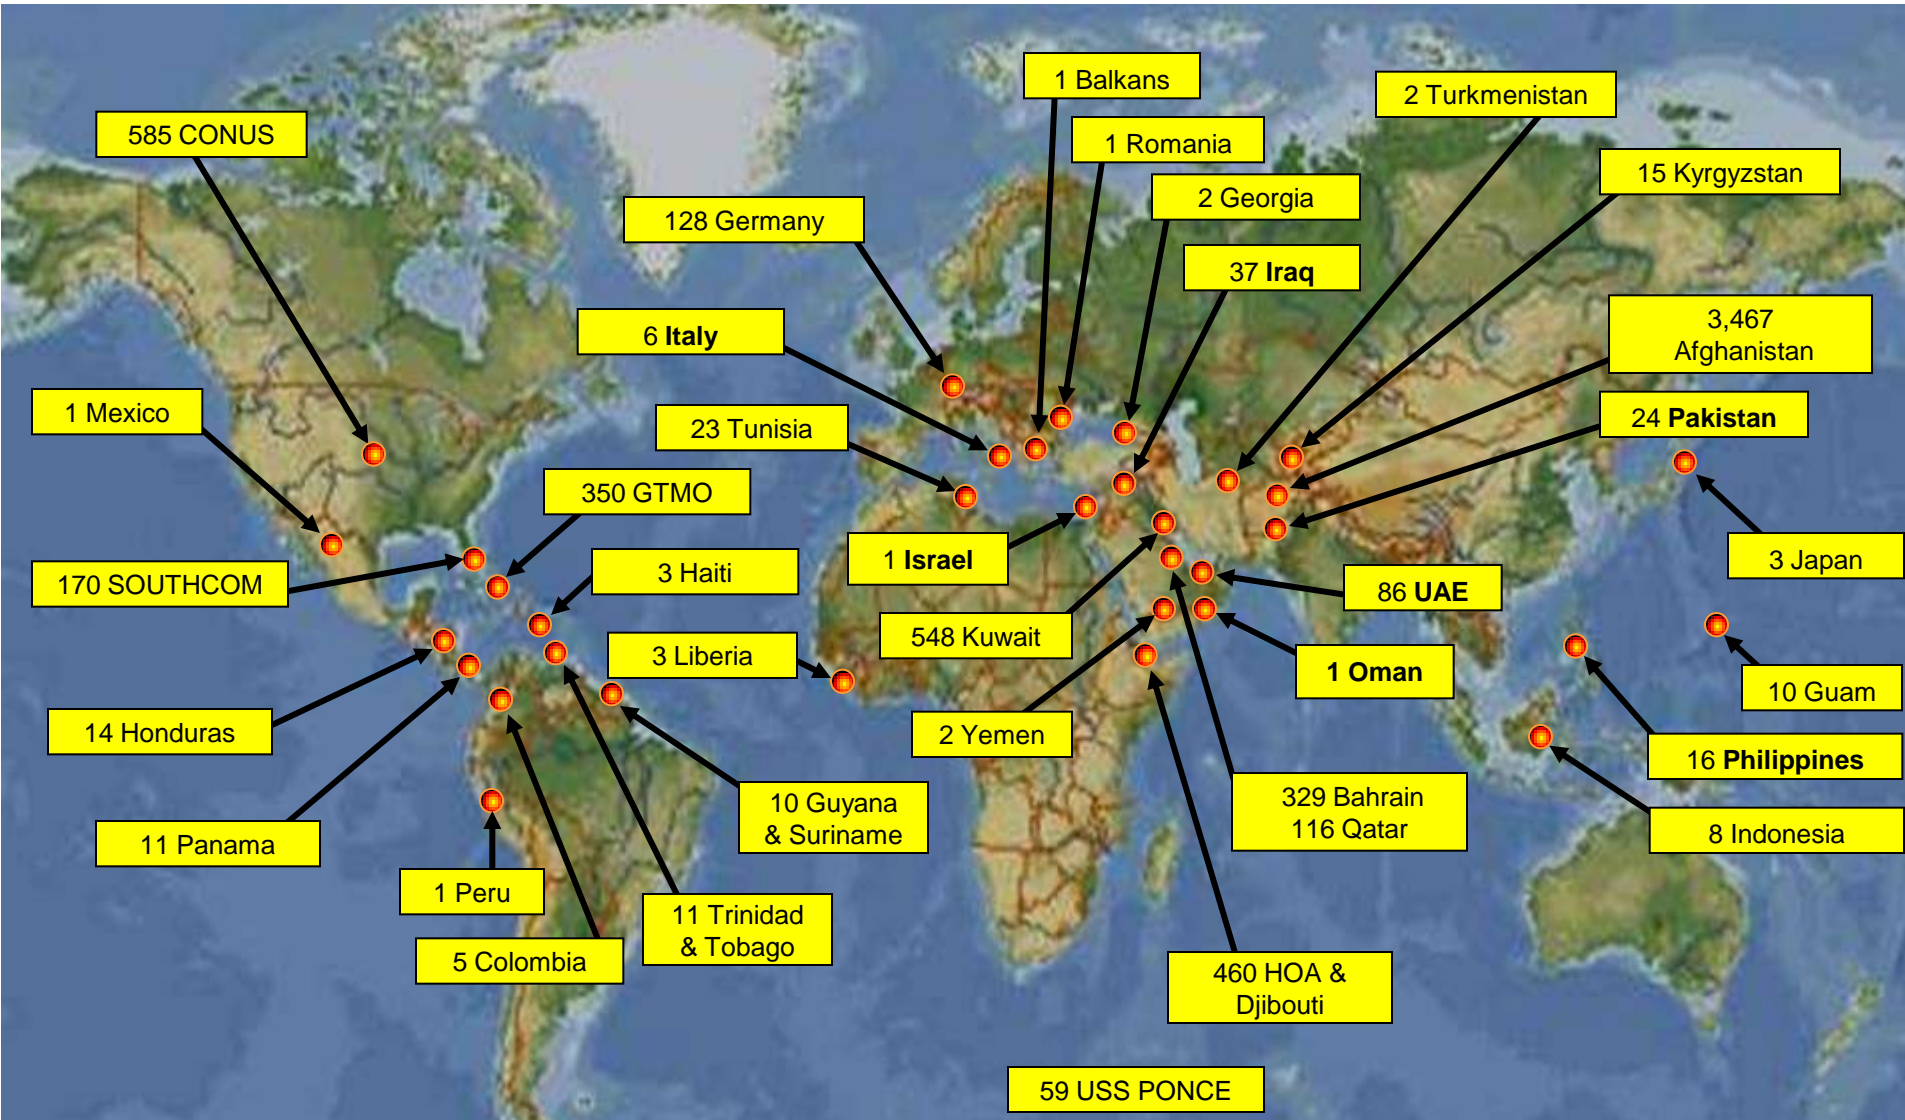 1 Balkans
2 Turkmenistan
585 CONUS
1 Romania
15 Kyrgyzstan
2 Georgia
128 Germany
37 Iraq
6 Italy
3,467
Afghanistan
1 Mexico
24 Pakistan
23 Tunisia
350 GTMO
1 Israel
3 Japan
170 SOUTHCOM
3 Haiti
86 UAE
548 Kuwait
3 Liberia
1 Oman
10 Guam
14 Honduras
2 Yemen
16 Philippines
10 Guyana
& Suriname
329 Bahrain
116 Qatar
8 Indonesia
11 Panama
1 Peru
11 Trinidad
& Tobago
5 Colombia
460 HOA &
Djibouti
59 USS PONCE